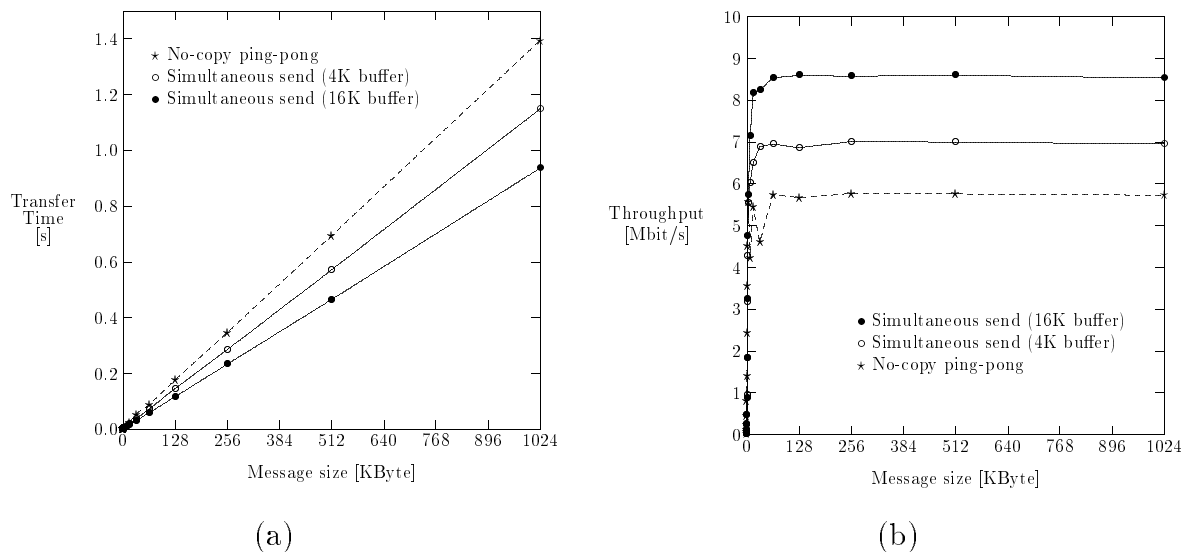 1.4
1.2
1.0
0.8
0.6
0.4
0.2
0.0
Transfer
Time
[s]
No-copy ping-pong
Simultaneous send (4K buffer)
Simultaneous send (16K buffer)
0 128 256 384 512 640 768 896 1024
Message size [KByte]
(a)
10
9
8
7
6
5
4
3
2
1
0
Throughput
[Mbit/s]
Simultaneous send (16K buffer)
Simultaneous send (4K buffer)
No-copy ping-pong
0 128 256 384 512 640 768 896 1024
Message size [KByte]
(b)